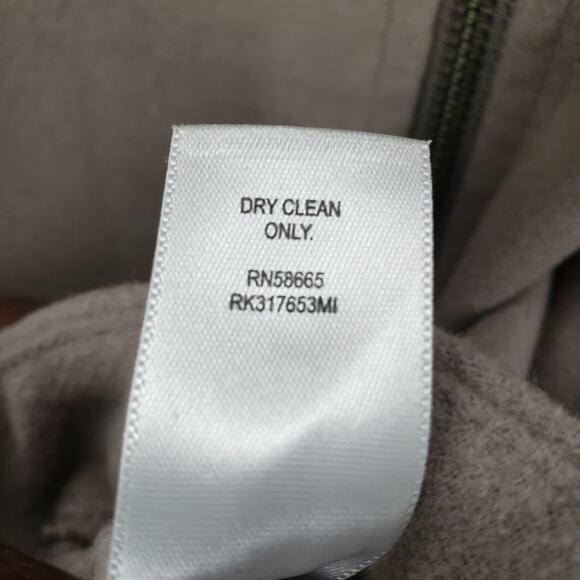 DRY CLEAN
ONLY.
RN58665
RK317653MI